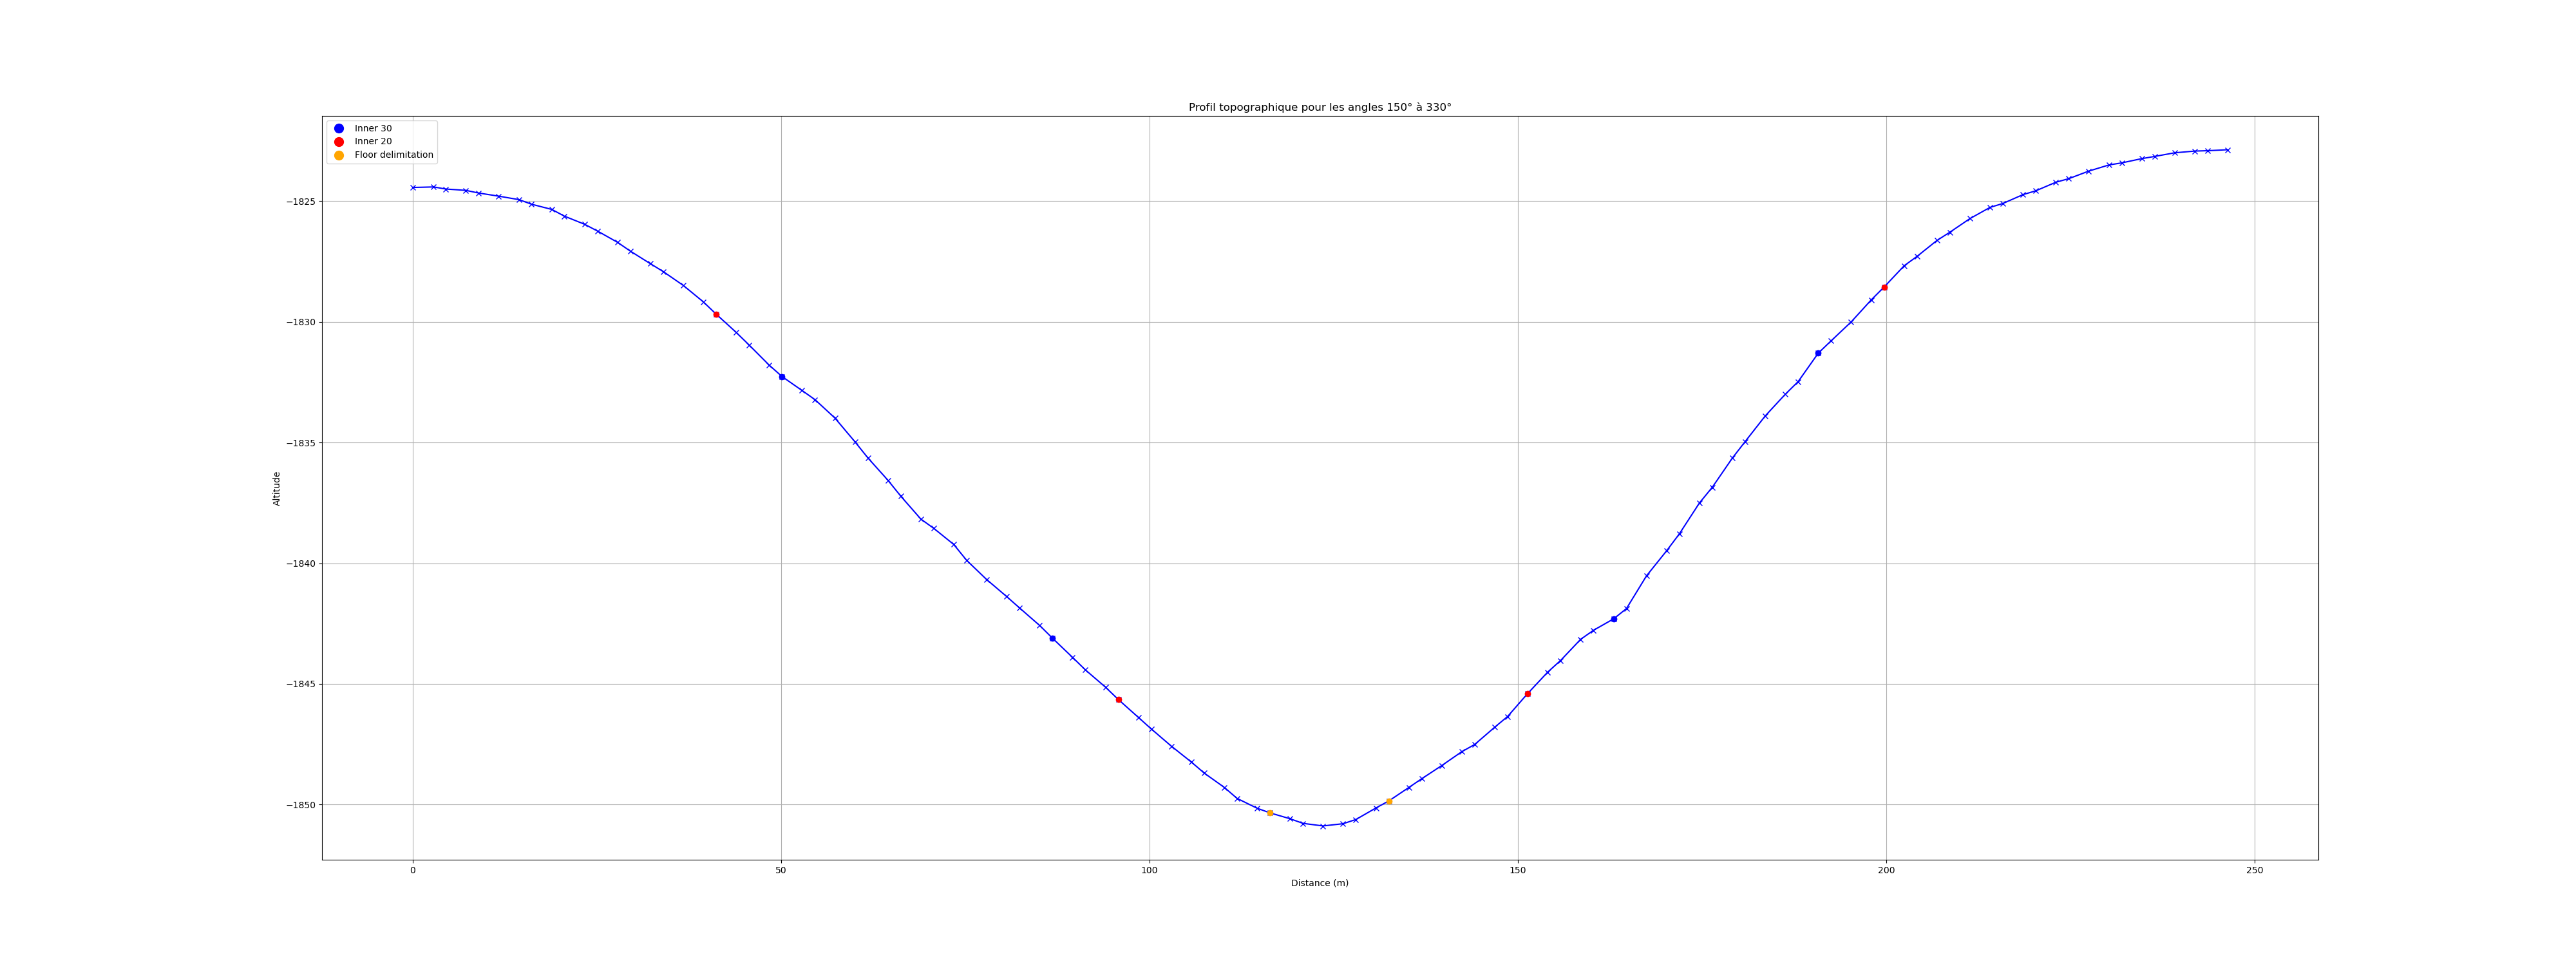 Profil topographique pour les angles 150° à 330°
Inner 30
Inner 20
Floor delimitation
−1825
−1830
−1835
−1840
−1845
−1850
Altitude
0 50 100 150 200 250
Distance (m)